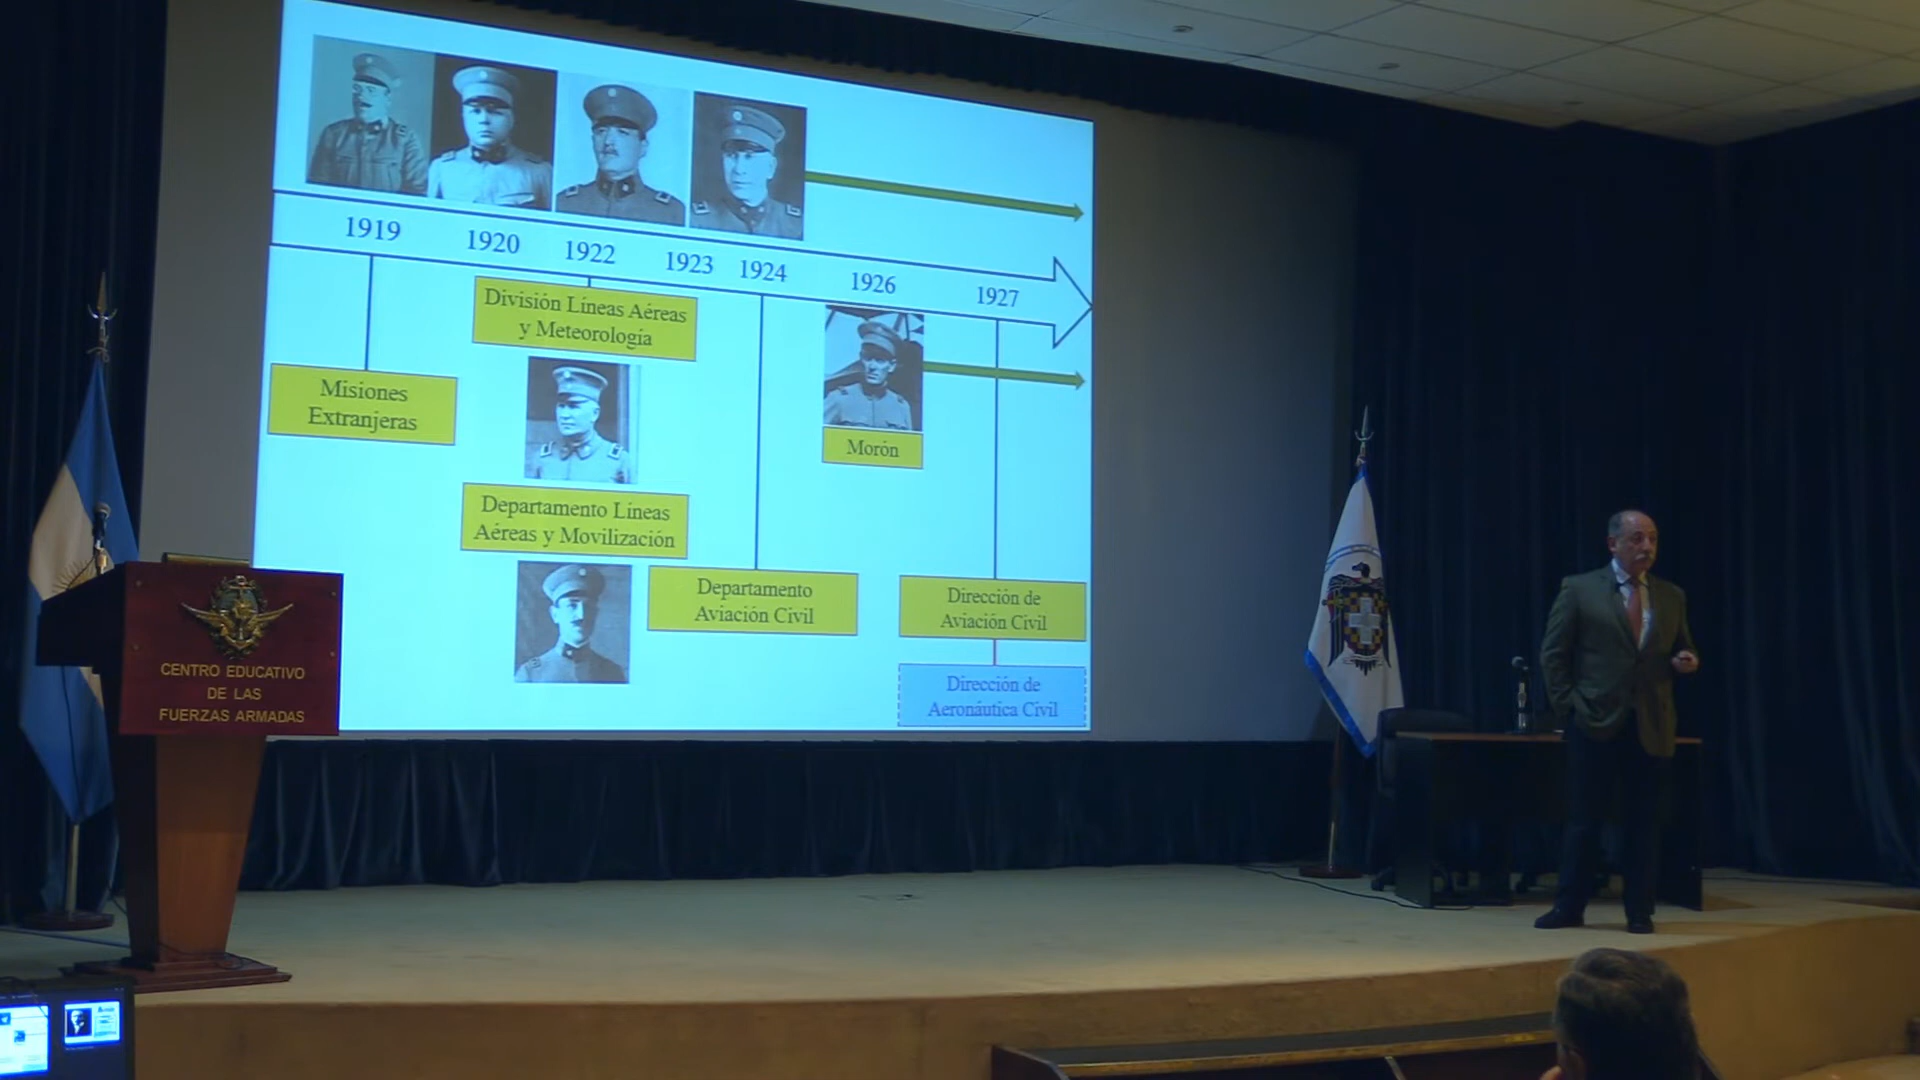 1919 1920 1922 1923 1924 1926 1927
División Líneas Aéreas
y Meteorología
Misiones
Extranjeras
Morón
Departamento Líneas
Aéreas y Movilización
Departamento
Aviación Civil
Dirección de
Aviación Civil
Dirección de
Aeronáutica Civil
CENTRO EDUCATIVO
DE LAS
FUERZAS ARMADAS